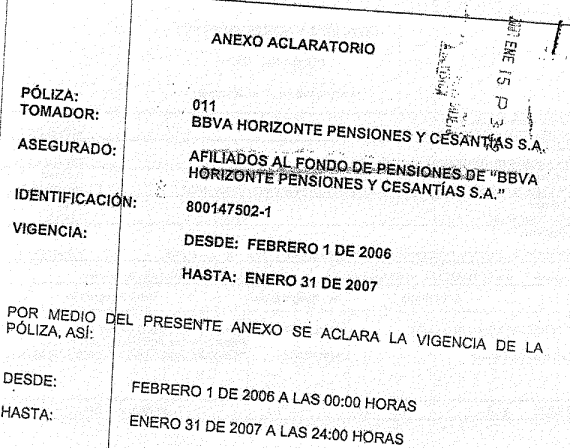 ANEXO ACLARATORIO
ENE 15 P 3
PÓLIZA: 011
TOMADOR: BBVA HORIZONTE PENSIONES Y CESANTÍAS S.A.
ASEGURADO: AFILIADOS AL FONDO DE PENSIONES DE "BBVA
HORIZONTE PENSIONES Y CESANTÍAS S.A."
IDENTIFICACIÓN: 800147502-1
VIGENCIA: DESDE: FEBRERO 1 DE 2006
HASTA: ENERO 31 DE 2007
POR MEDIO DEL PRESENTE ANEXO SE ACLARA LA VIGENCIA DE LA
PÓLIZA, ASÍ:
DESDE: FEBRERO 1 DE 2006 A LAS 00:00 HORAS
HASTA: ENERO 31 DE 2007 A LAS 24:00 HORAS